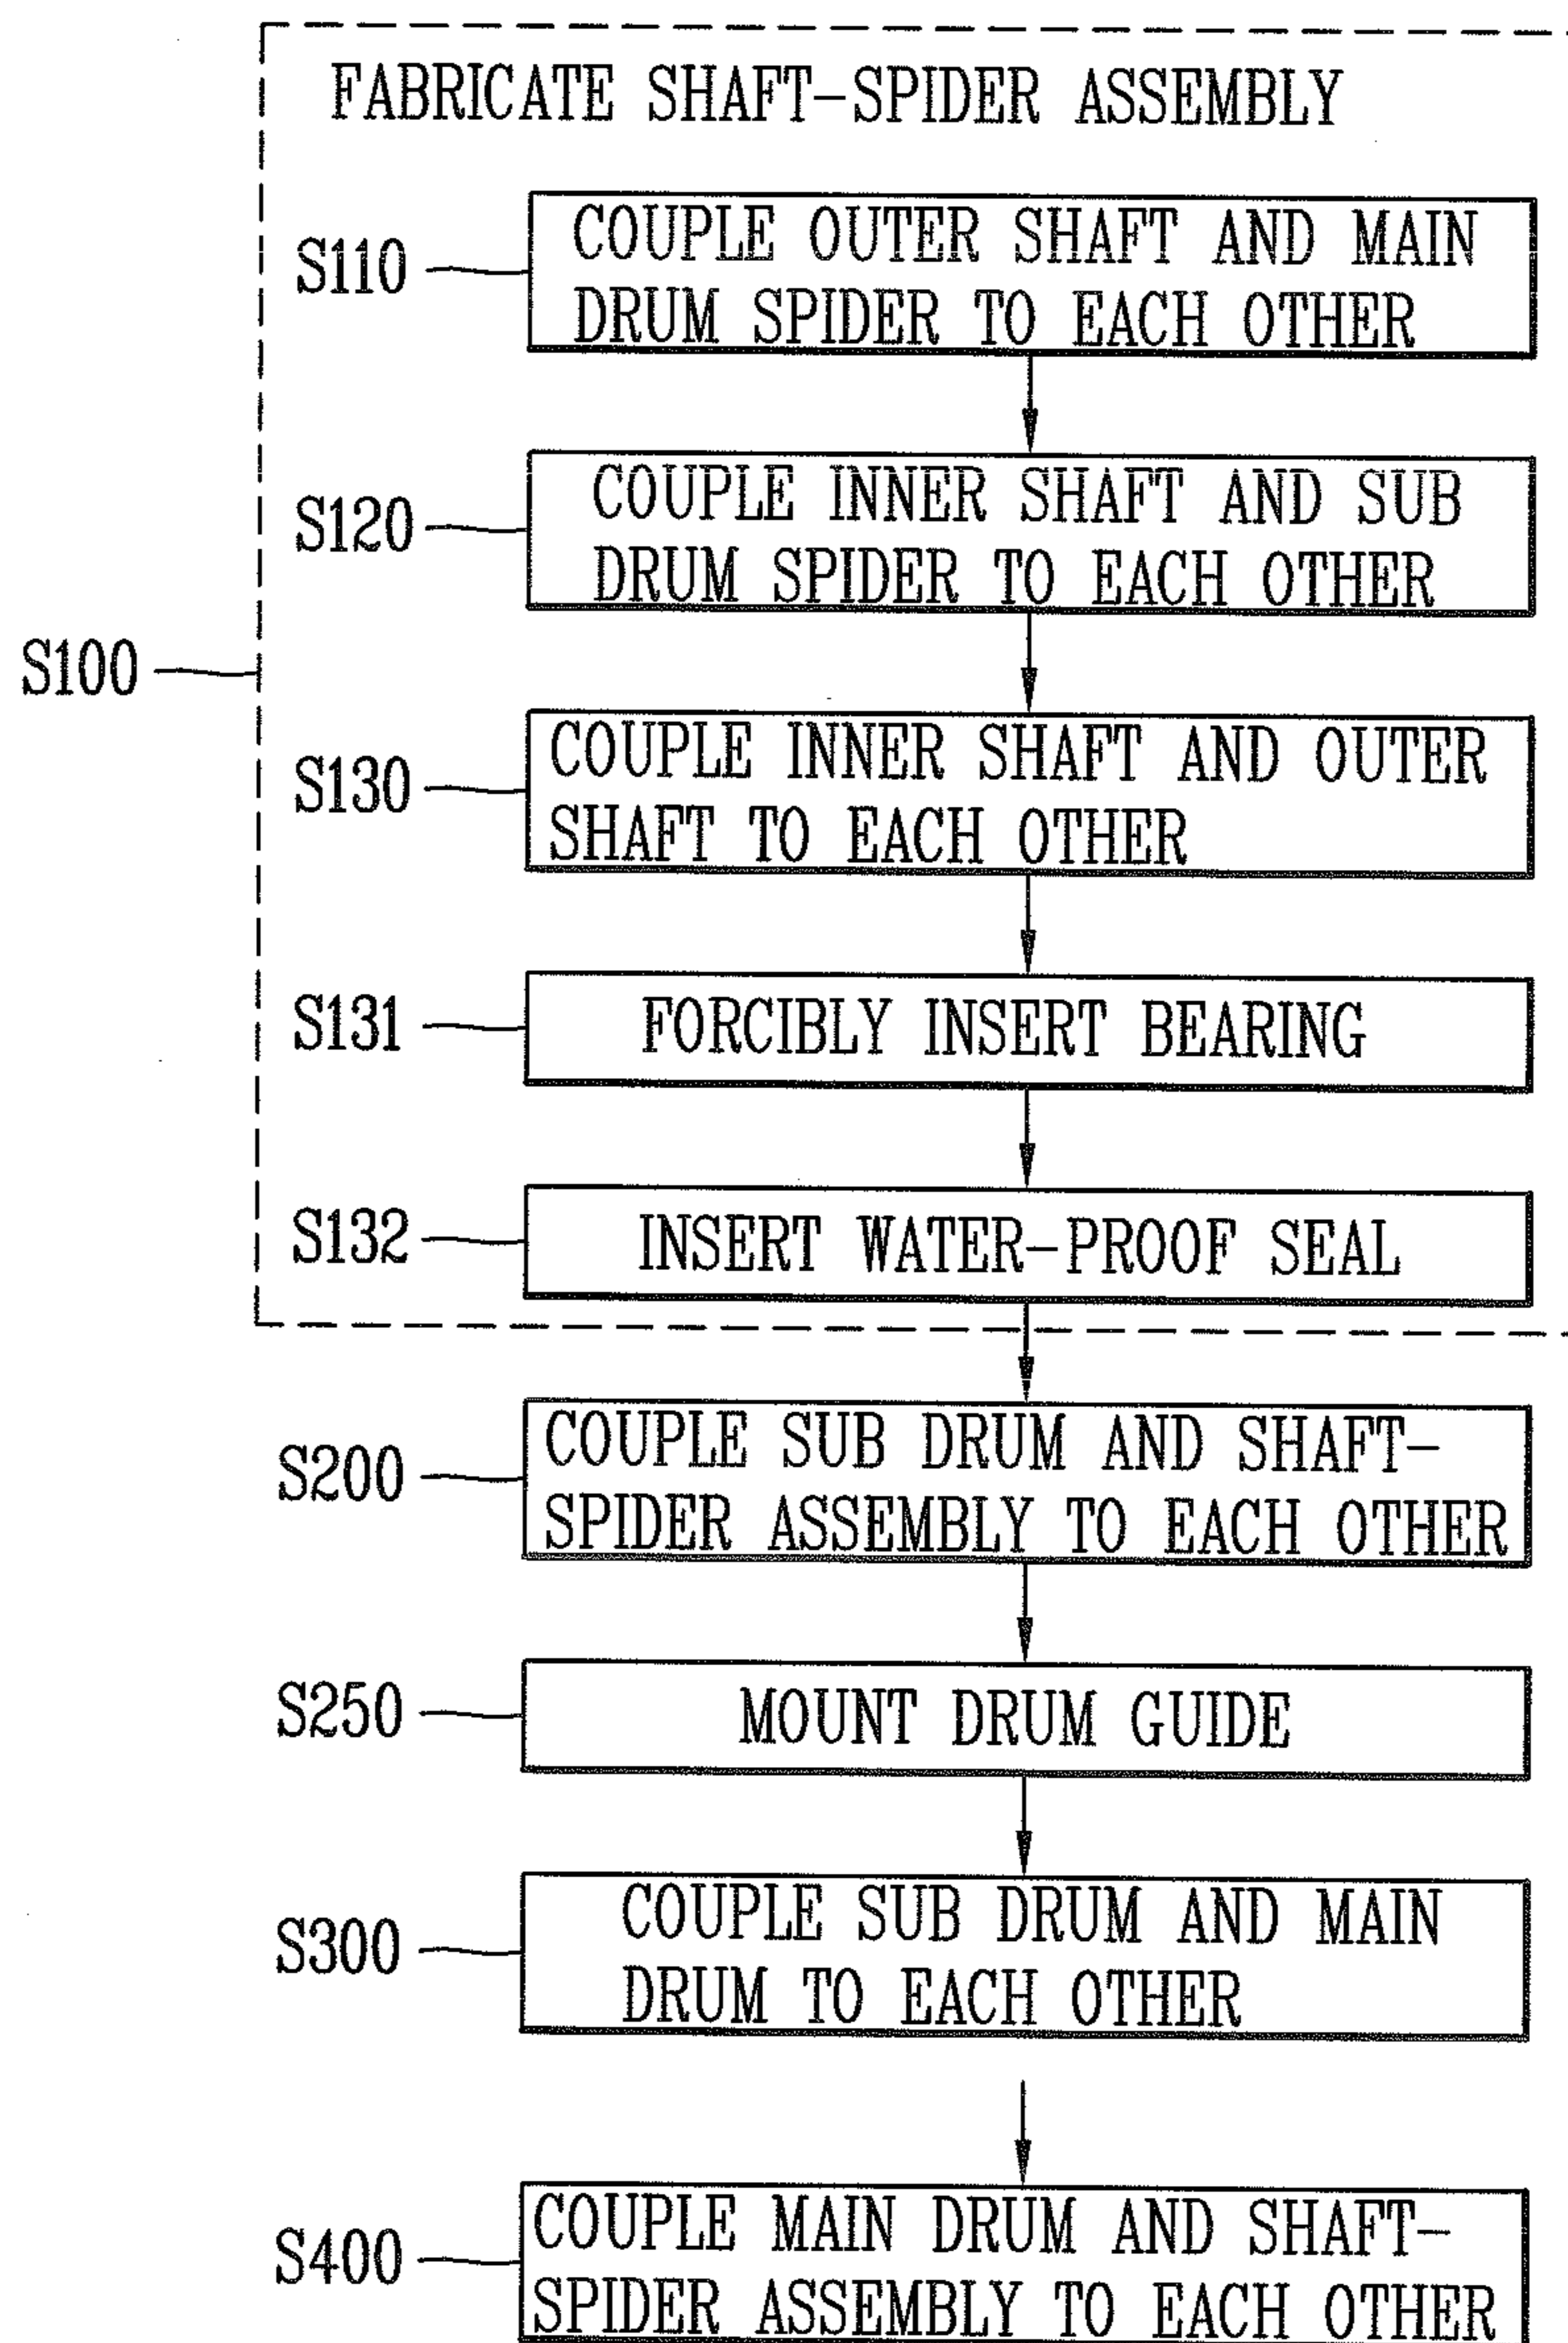 FABRICATE SHAFT-SPIDER ASSEMBLY
S110
COUPLE OUTER SHAFT AND MAIN
DRUM SPIDER TO EACH OTHER
S120
COUPLE INNER SHAFT AND SUB
DRUM SPIDER TO EACH OTHER
S100
S130
COUPLE INNER SHAFT AND OUTER
SHAFT TO EACH OTHER
S131
FORCIBLY INSERT BEARING
S132
INSERT WATER-PROOF SEAL
S200
COUPLE SUB DRUM AND SHAFT-
SPIDER ASSEMBLY TO EACH OTHER
S250
MOUNT DRUM GUIDE
S300
COUPLE SUB DRUM AND MAIN
DRUM TO EACH OTHER
S400
COUPLE MAIN DRUM AND SHAFT-
SPIDER ASSEMBLY TO EACH OTHER